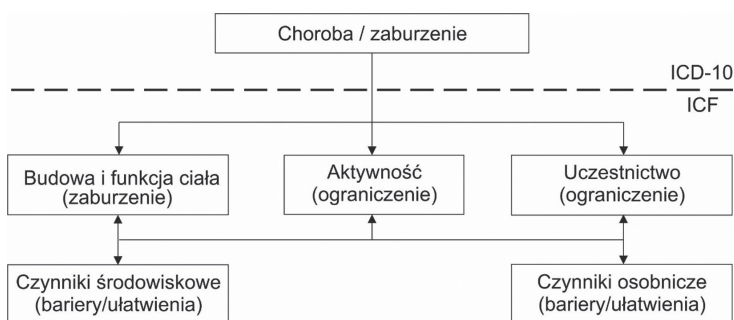 Choroba / zaburzenie
ICD-10
ICF
Budowa i funkcja ciała
(zaburzenie)
Aktywność
(ograniczenie)
Uczestnictwo
(ograniczenie)
Czynniki środowiskowe
(bariery/ułatwienia)
Czynniki osobnicze
(bariery/ułatwienia)